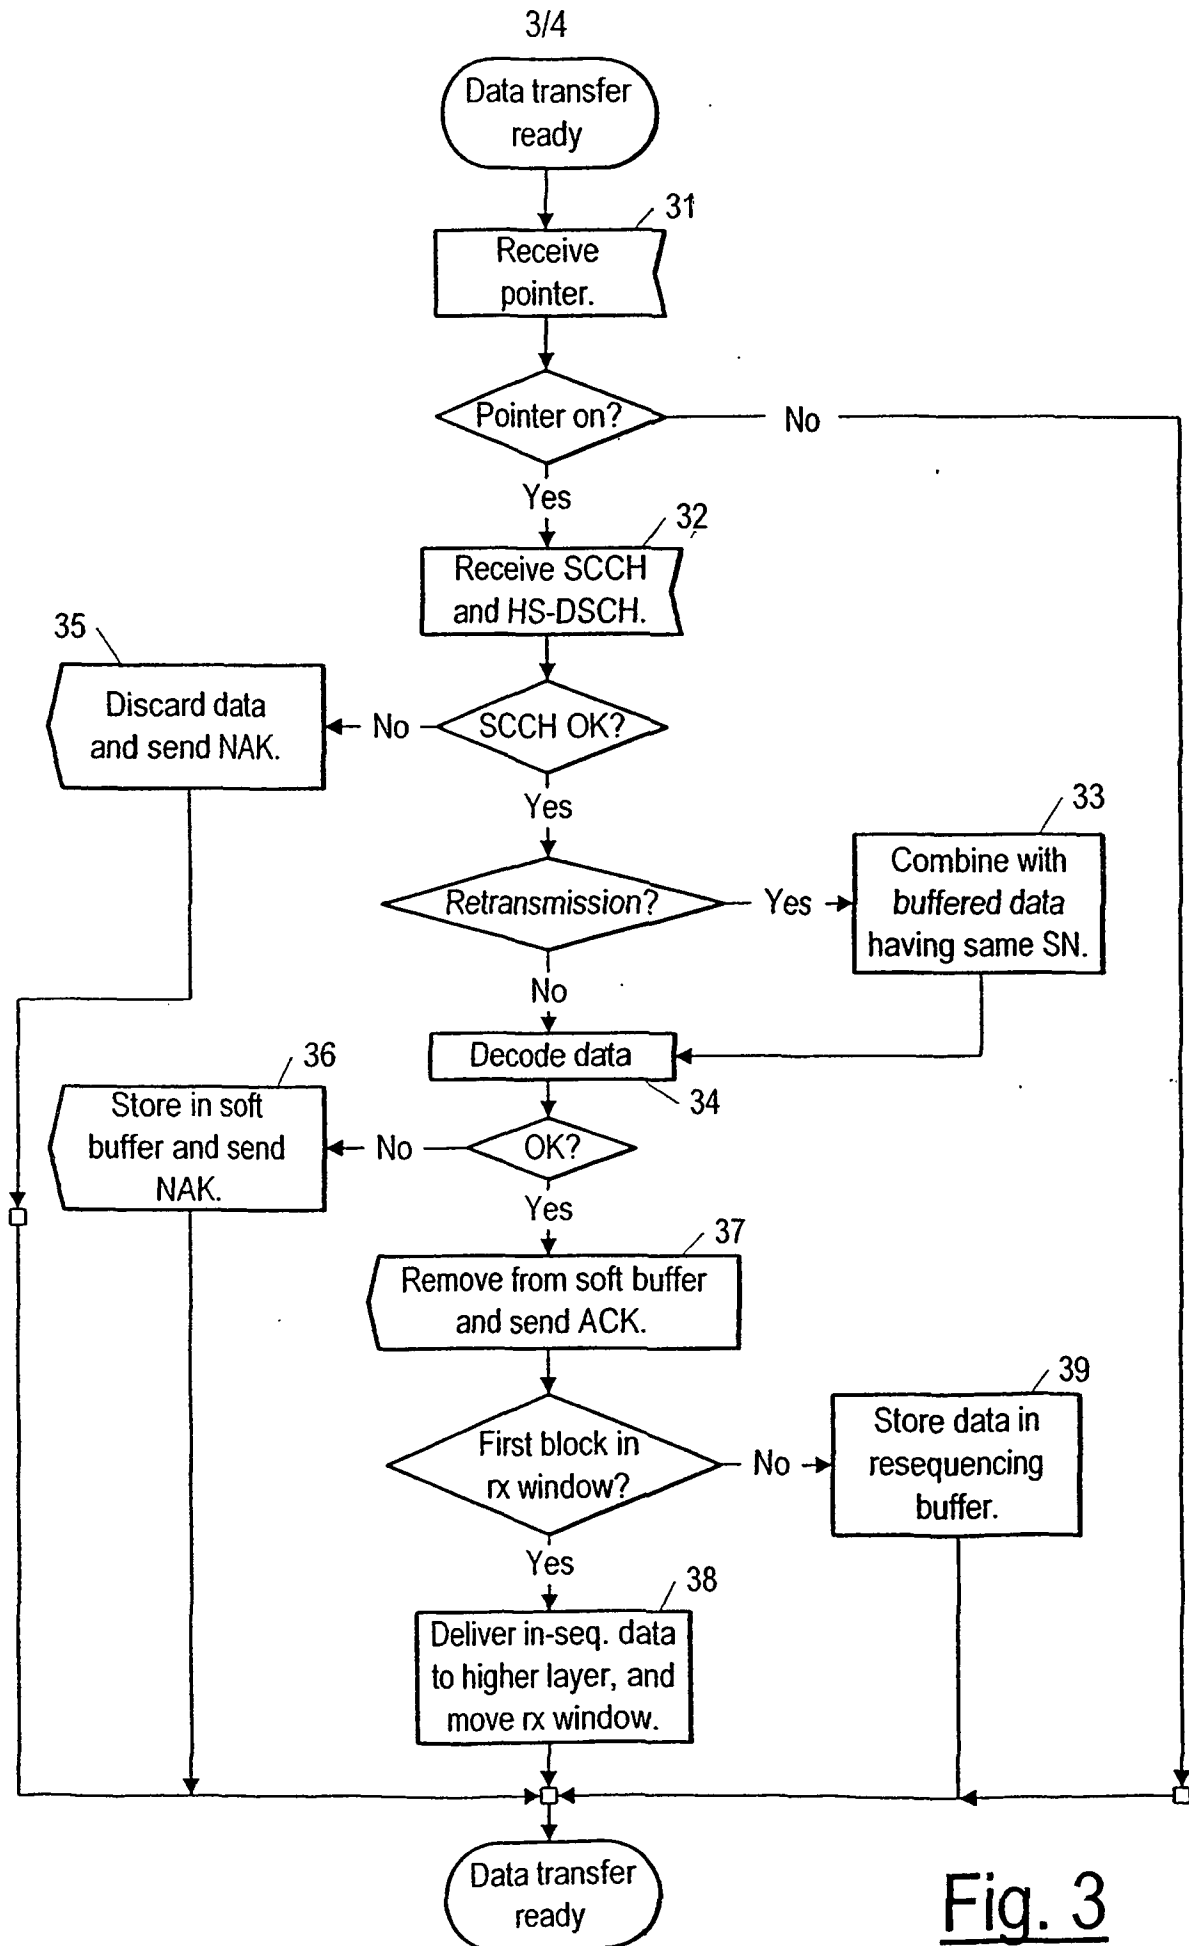 3/4
Data transfer
ready
31
Receive
pointer.
Pointer on?
No
Yes
32
Receive SCCH
and HS-DSCH.
35
Discard data
and send NAK.
No
SCCH OK?
Yes
33
Combine with
buffered data
having same SN.
Retransmission?
Yes
No
Decode data
34
36
Store in soft
buffer and send
NAK.
No
OK?
Yes
37
Remove from soft buffer
and send ACK.
39
First block in
rx window?
No
Store data in
resequencing
buffer.
Yes
38
Deliver in-seq. data
to higher layer, and
move rx window.
Data transfer
ready
Fig. 3